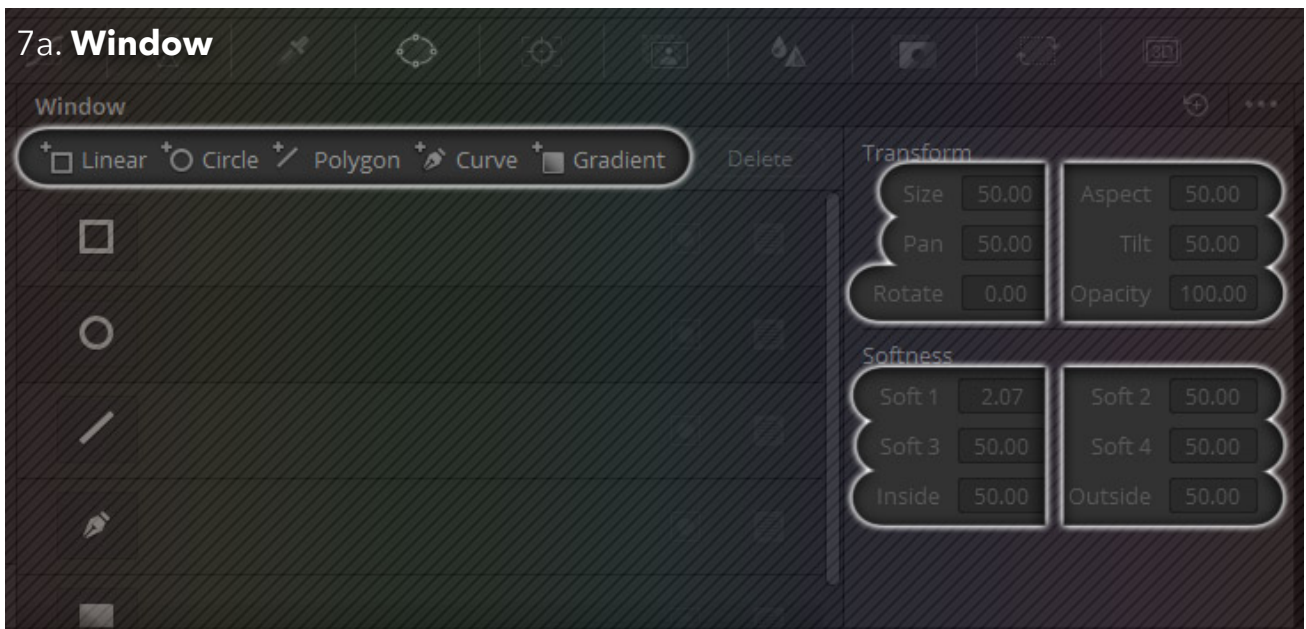 7a. Window
3D
Window
Linear Circle Polygon Curve Gradient Delete
Transform
Size 50.00 Aspect 50.00
Pan 50.00 Tilt 50.00
Rotate 0.00 Opacity 100.00
Softness
Soft 1 2.07 Soft 2 50.00
Soft 3 50.00 Soft 4 50.00
Inside 50.00 Outside 50.00